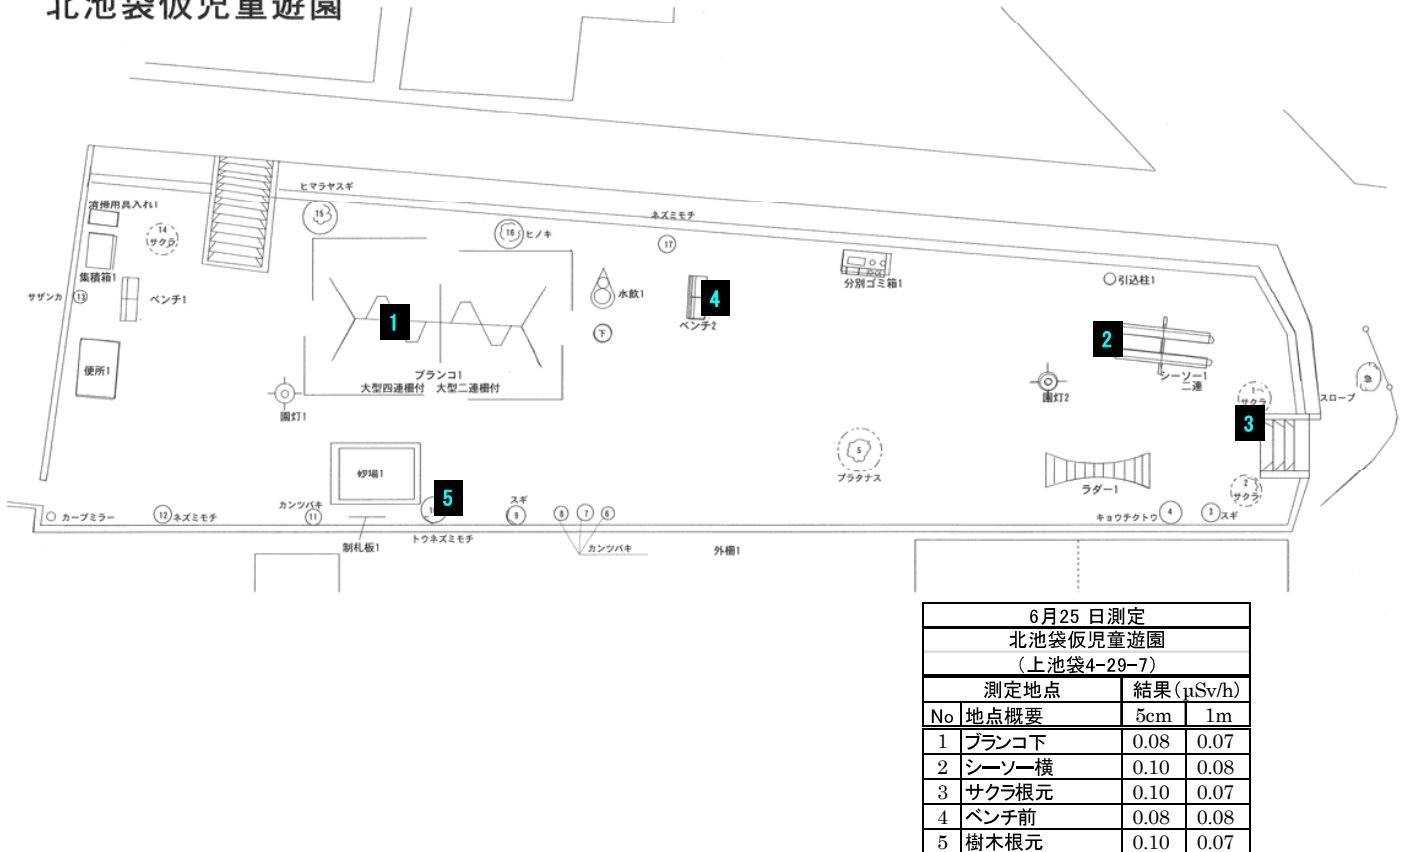 北池袋仮児童遊園
ヒマラヤスギ
15
ネズミモチ
清掃用具入れ1
14
サクラ
16
ヒノキ
17
集積箱1
サザンカ
13
ベンチ1
水飲1
4
ベンチ2
分別ゴミ箱1
引込柱1
1
下
2
便所1
ブランコ1
大型四連柵付 大型二連柵付
シーソー1
二連
急
スロープ
園灯1
園灯2
1
サクラ
3
5
プラタナス
砂場1
ラダー1
2
サクラ
5
カンツバキ
スギ
カーブミラー
12
ネズミモチ
11
9
8
7
6
キョウチクトウ
4
3
スギ
制札板1
トウネズミモチ
カンツバキ
外柵1
6月25 日測定
北池袋仮児童遊園
(上池袋4-29-7)
測定地点 結果(μSv/h)
No 地点概要 5cm 1m
1 ブランコ下 0.08 0.07
2 シーソー横 0.10 0.08
3 サクラ根元 0.10 0.07
4 ベンチ前 0.08 0.08
5 樹木根元 0.10 0.07